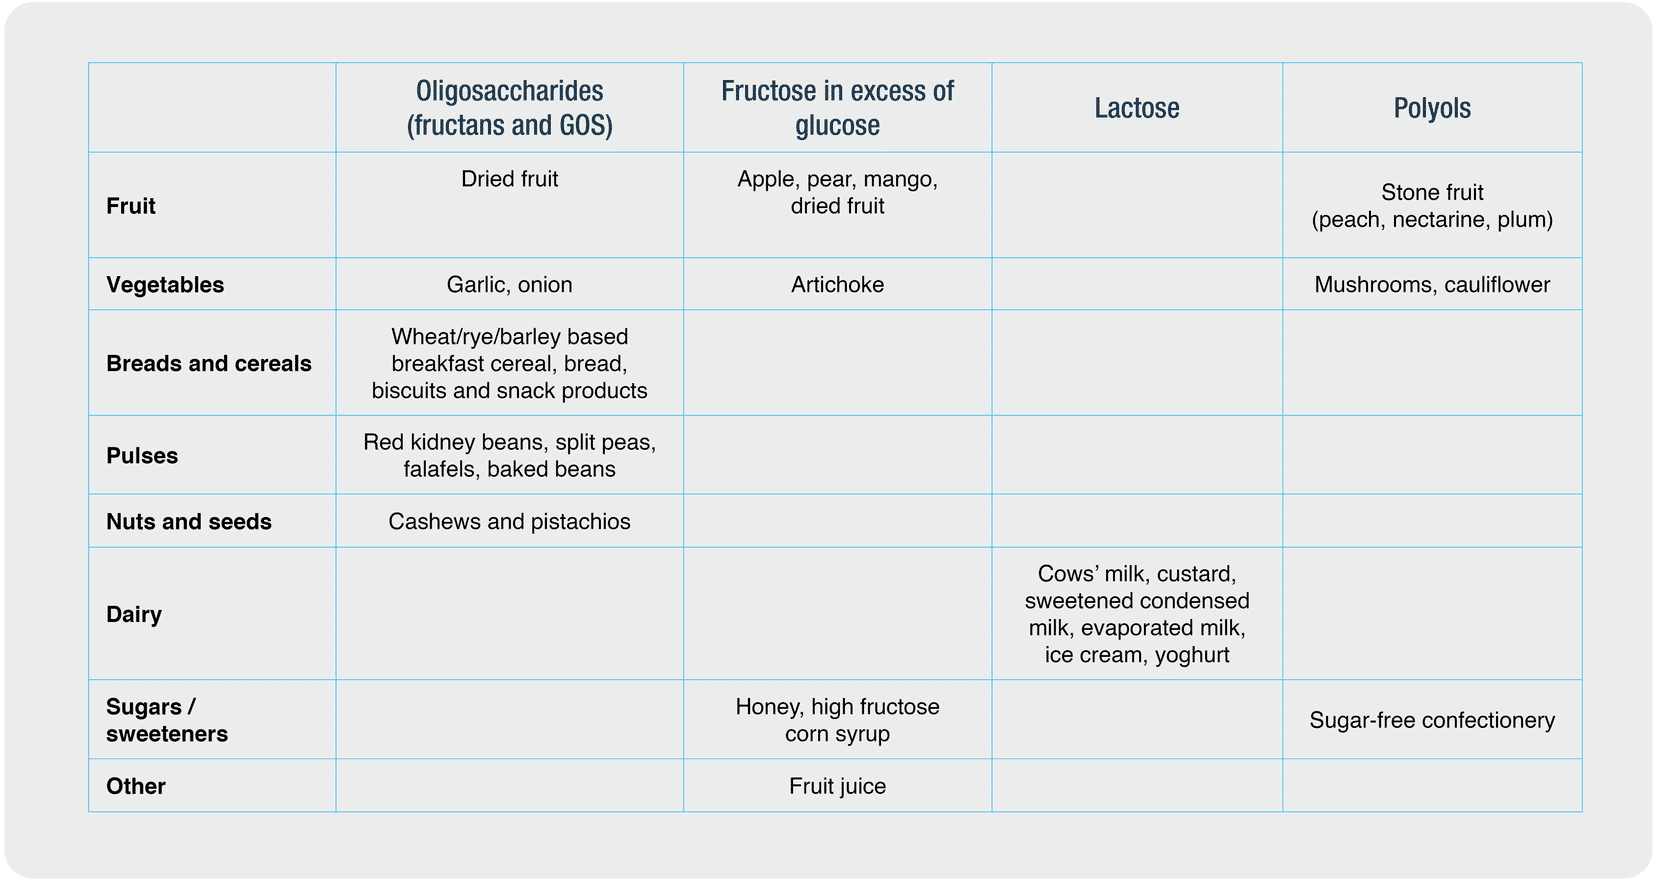 Oligosaccharides
(fructans and GOS)
Fructose in excess of
glucose
Lactose
Polyols
Fruit
Dried fruit
Apple, pear, mango,
dried fruit
Stone fruit
(peach, nectarine, plum)
Vegetables
Garlic, onion
Artichoke
Mushrooms, cauliflower
Breads and cereals
Wheat/rye/barley based
breakfast cereal, bread,
biscuits and snack products
Pulses
Red kidney beans, split peas,
falafels, baked beans
Nuts and seeds
Cashews and pistachios
Dairy
Cows’ milk, custard,
sweetened condensed
milk, evaporated milk,
ice cream, yoghurt
Sugars /
sweeteners
Honey, high fructose
corn syrup
Sugar-free confectionery
Other
Fruit juice